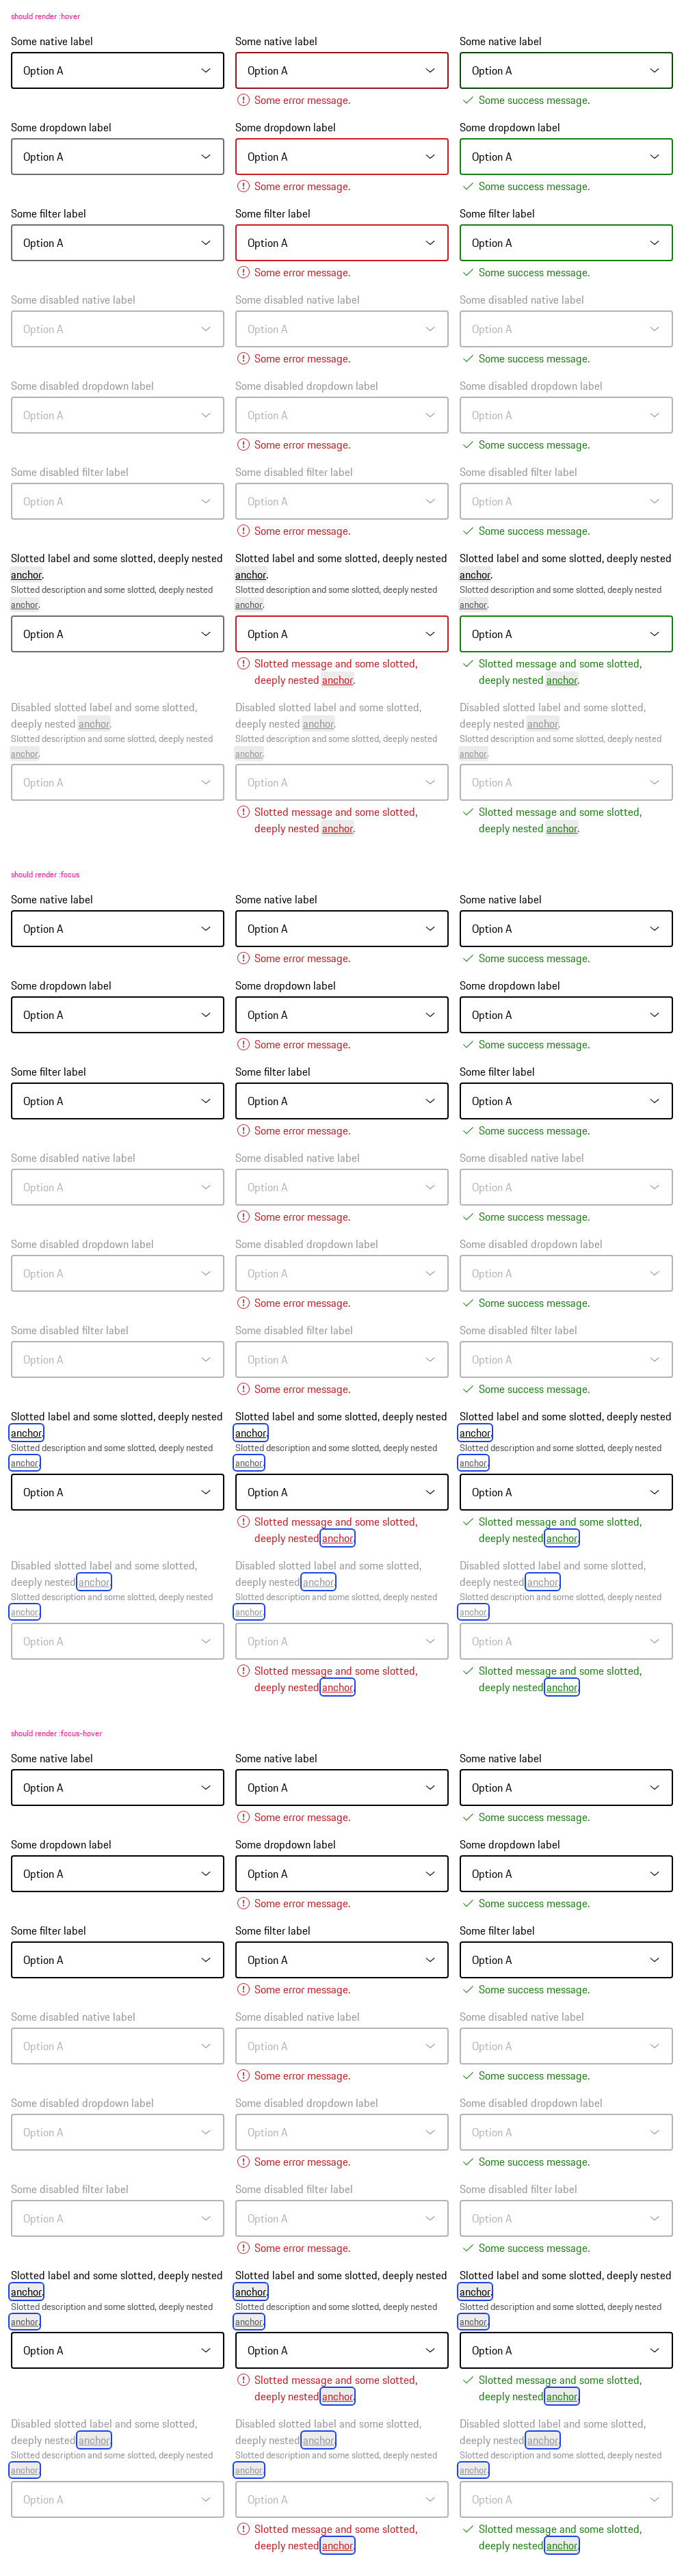 should render :hover
Some native label
Some native label
Some native label
Option A
Option A
Option A
Some error message.
Some success message.
Some dropdown label
Some dropdown label
Some dropdown label
Option A
Option A
Option A
Some error message.
Some success message.
Some filter label
Some filter label
Some filter label
Option A
Option A
Option A
Some error message.
Some success message.
Some disabled native label
Some disabled native label
Some disabled native label
Option A
Option A
Option A
Some error message.
Some success message.
Some disabled dropdown label
Some disabled dropdown label
Some disabled dropdown label
Option A
Option A
Option A
Some error message.
Some success message.
Some disabled filter label
Some disabled filter label
Some disabled filter label
Option A
Option A
Option A
Some error message.
Some success message.
Slotted label and some slotted, deeply nested
anchor.
Slotted description and some slotted, deeply nested
anchor.
Slotted label and some slotted, deeply nested
anchor.
Slotted description and some slotted, deeply nested
anchor.
Slotted label and some slotted, deeply nested
anchor.
Slotted description and some slotted, deeply nested
anchor.
Option A
Option A
Option A
Slotted message and some slotted,
deeply nested anchor.
Slotted message and some slotted,
deeply nested anchor.
Disabled slotted label and some slotted,
deeply nested anchor.
Slotted description and some slotted, deeply nested
anchor.
Disabled slotted label and some slotted,
deeply nested anchor.
Slotted description and some slotted, deeply nested
anchor.
Disabled slotted label and some slotted,
deeply nested anchor.
Slotted description and some slotted, deeply nested
anchor.
Option A
Option A
Option A
Slotted message and some slotted,
deeply nested anchor.
Slotted message and some slotted,
deeply nested anchor.
should render :focus
Some native label
Some native label
Some native label
Option A
Option A
Option A
Some error message.
Some success message.
Some dropdown label
Some dropdown label
Some dropdown label
Option A
Option A
Option A
Some error message.
Some success message.
Some filter label
Some filter label
Some filter label
Option A
Option A
Option A
Some error message.
Some success message.
Some disabled native label
Some disabled native label
Some disabled native label
Option A
Option A
Option A
Some error message.
Some success message.
Some disabled dropdown label
Some disabled dropdown label
Some disabled dropdown label
Option A
Option A
Option A
Some error message.
Some success message.
Some disabled filter label
Some disabled filter label
Some disabled filter label
Option A
Option A
Option A
Some error message.
Some success message.
Slotted label and some slotted, deeply nested
anchor.
Slotted description and some slotted, deeply nested
anchor.
Slotted label and some slotted, deeply nested
anchor.
Slotted description and some slotted, deeply nested
anchor.
Slotted label and some slotted, deeply nested
anchor.
Slotted description and some slotted, deeply nested
anchor.
Option A
Option A
Option A
Slotted message and some slotted,
deeply nested anchor.
Slotted message and some slotted,
deeply nested anchor.
Disabled slotted label and some slotted,
deeply nested anchor.
Slotted description and some slotted, deeply nested
anchor.
Disabled slotted label and some slotted,
deeply nested anchor.
Slotted description and some slotted, deeply nested
anchor.
Disabled slotted label and some slotted,
deeply nested anchor.
Slotted description and some slotted, deeply nested
anchor.
Option A
Option A
Option A
Slotted message and some slotted,
deeply nested anchor.
Slotted message and some slotted,
deeply nested anchor.
should render :focus-hover
Some native label
Some native label
Some native label
Option A
Option A
Option A
Some error message.
Some success message.
Some dropdown label
Some dropdown label
Some dropdown label
Option A
Option A
Option A
Some error message.
Some success message.
Some filter label
Some filter label
Some filter label
Option A
Option A
Option A
Some error message.
Some success message.
Some disabled native label
Some disabled native label
Some disabled native label
Option A
Option A
Option A
Some error message.
Some success message.
Some disabled dropdown label
Some disabled dropdown label
Some disabled dropdown label
Option A
Option A
Option A
Some error message.
Some success message.
Some disabled filter label
Some disabled filter label
Some disabled filter label
Option A
Option A
Option A
Some error message.
Some success message.
Slotted label and some slotted, deeply nested
anchor.
Slotted description and some slotted, deeply nested
anchor.
Slotted label and some slotted, deeply nested
anchor.
Slotted description and some slotted, deeply nested
anchor.
Slotted label and some slotted, deeply nested
anchor.
Slotted description and some slotted, deeply nested
anchor.
Option A
Option A
Option A
Slotted message and some slotted,
deeply nested anchor.
Slotted message and some slotted,
deeply nested anchor.
Disabled slotted label and some slotted,
deeply nested anchor.
Slotted description and some slotted, deeply nested
anchor.
Disabled slotted label and some slotted,
deeply nested anchor.
Slotted description and some slotted, deeply nested
anchor.
Disabled slotted label and some slotted,
deeply nested anchor.
Slotted description and some slotted, deeply nested
anchor.
Option A
Option A
Option A
Slotted message and some slotted,
deeply nested anchor.
Slotted message and some slotted,
deeply nested anchor.